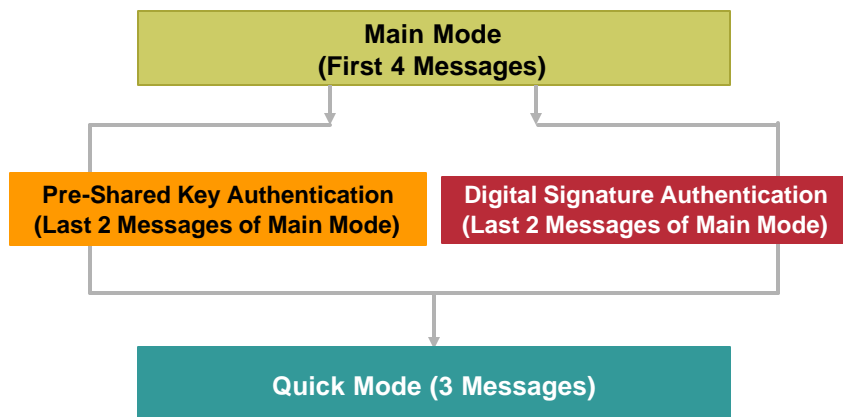 Main Mode
(First 4 Messages)
Pre-Shared Key Authentication
(Last 2 Messages of Main Mode)
Digital Signature Authentication
(Last 2 Messages of Main Mode)
Quick Mode (3 Messages)